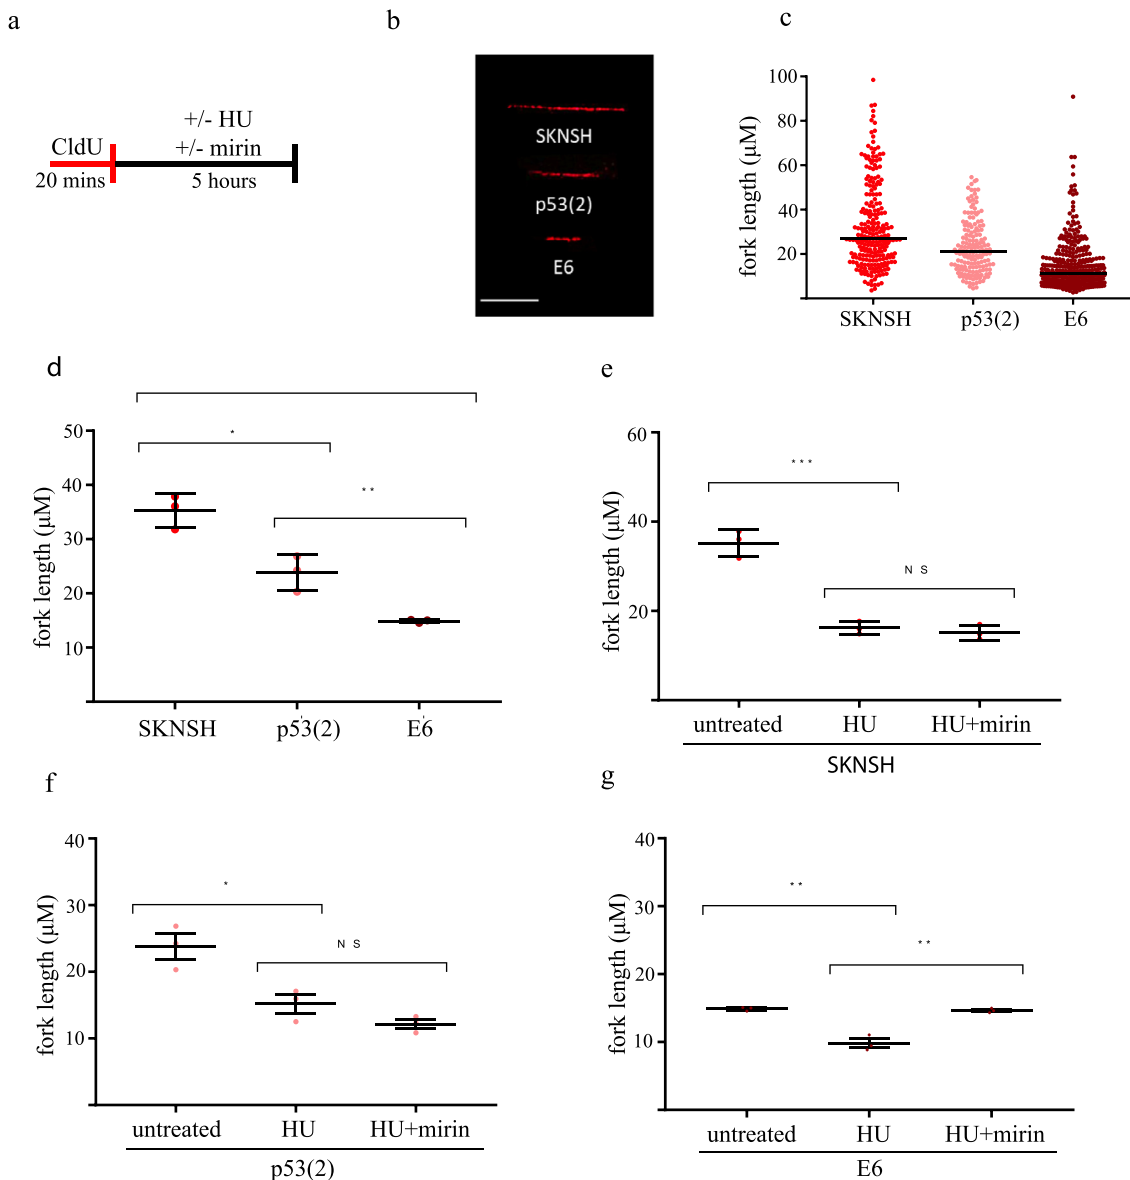 a
CldU
20 mins
+/- HU
+/- mirin
5 hours
b
SKNSH
p53(2)
E6
c
fork length (μM)
100
80
60
40
20
SKNSH p53(2) E6
d
fork length (μM)
50
40
30
20
10
*
**
SKNSH p53(2) E6
e
fork length (μM)
60
40
20
***
N S
untreated HU HU+mirin
SKNSH
f
fork length (μM)
40
30
20
10
*
N S
untreated HU HU+mirin
p53(2)
g
fork length (μM)
40
30
20
10
**
**
untreated HU HU+mirin
E6